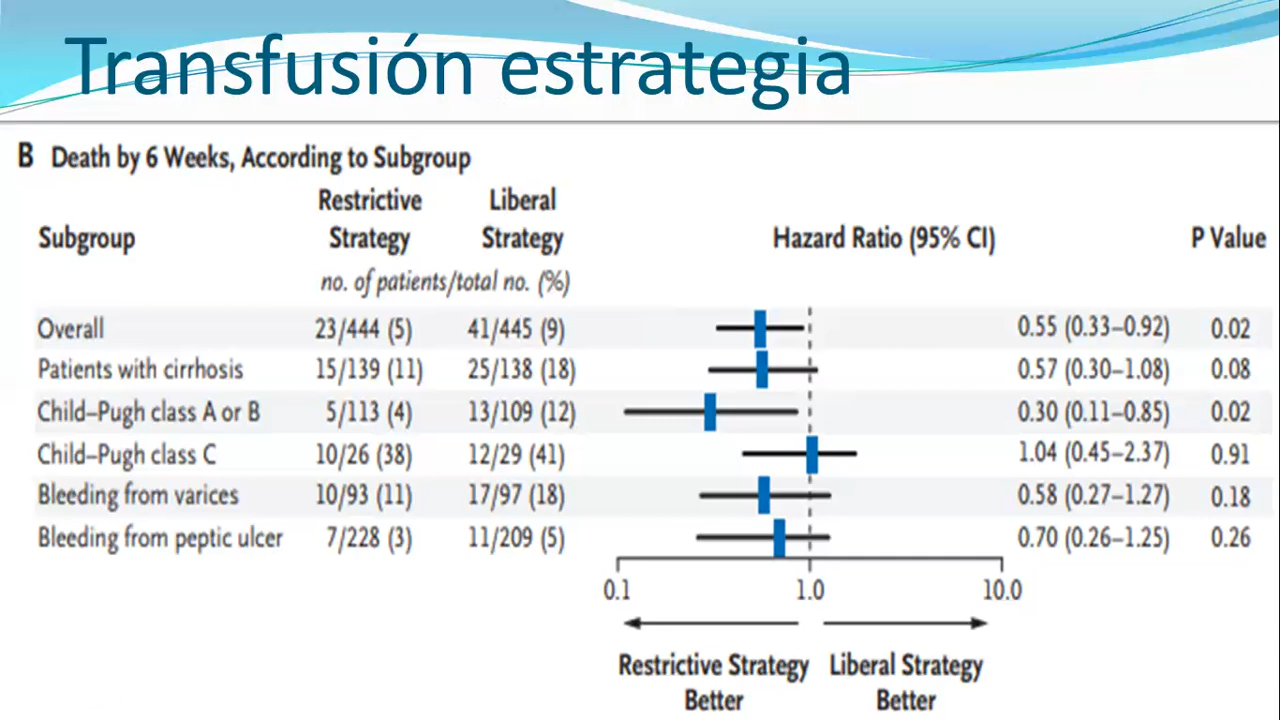 Transfusión estrategia
B Death by 6 Weeks, According to Subgroup
Subgroup Restrictive Strategy Liberal Strategy Hazard Ratio (95% CI) P Value
no. of patients/total no. (%)
Overall 23/444 (5) 41/445 (9) 0.55 (0.33–0.92) 0.02
Patients with cirrhosis 15/139 (11) 25/138 (18) 0.57 (0.30–1.08) 0.08
Child–Pugh class A or B 5/113 (4) 13/109 (12) 0.30 (0.11–0.85) 0.02
Child–Pugh class C 10/26 (38) 12/29 (41) 1.04 (0.45–2.37) 0.91
Bleeding from varices 10/93 (11) 17/97 (18) 0.58 (0.27–1.27) 0.18
Bleeding from peptic ulcer 7/228 (3) 11/209 (5) 0.70 (0.26–1.25) 0.26
0.1 1.0 10.0
Restrictive Strategy Better Liberal Strategy Better